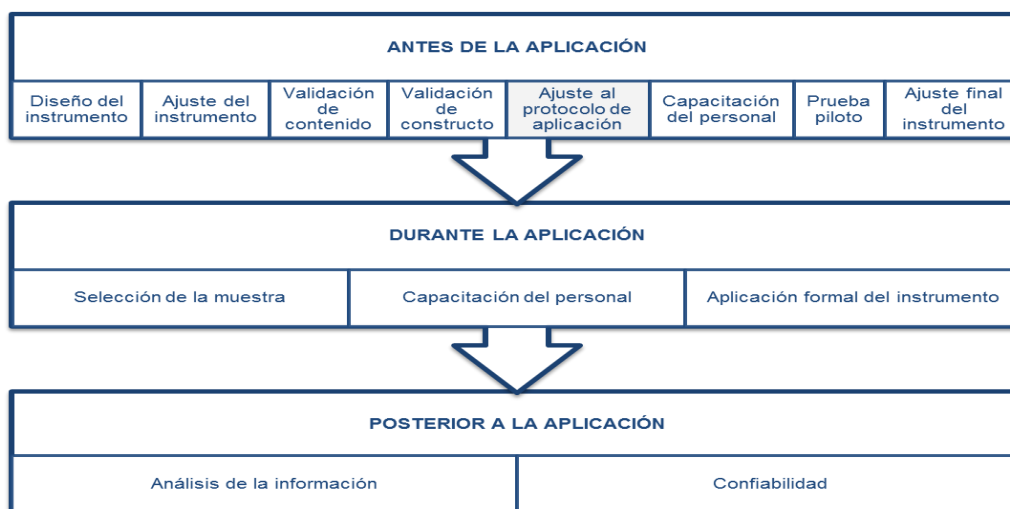 ANTES DE LA APLICACIÓN
Diseño del
instrumento
Ajuste del
instrumento
Validación
de
contenido
Validación
de
constructo
Ajuste al
protocolo de
aplicación
Capacitación
del personal
Prueba
piloto
Ajuste final
del
instrumento
DURANTE LA APLICACIÓN
Selección de la muestra
Capacitación del personal
Aplicación formal del instrumento
POSTERIOR A LA APLICACIÓN
Análisis de la información
Confiabilidad